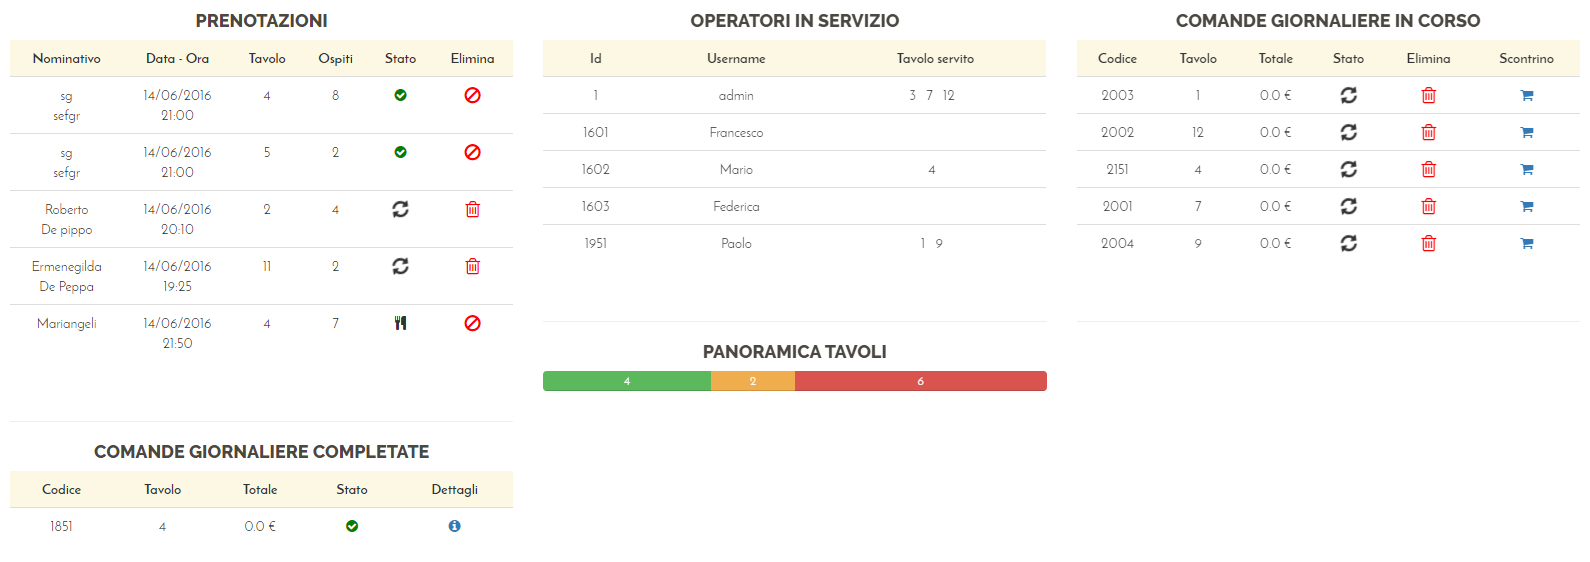 PRENOTAZIONI
Nominativo Data - Ora Tavolo Ospiti Stato Elimina
sg 14/06/2016 4 8
sefgr 21:00
sg 14/06/2016 5 2
sefgr 21:00
Roberto 14/06/2016 2 4
De pippo 20:10
Ermenegilda 14/06/2016 11 2
De Peppa 19:25
Mariangeli 14/06/2016 4 7
21:50
COMANDE GIORNALIERE COMPLETATE
Codice Tavolo Totale Stato Dettagli
1851 4 0.0 €
OPERATORI IN SERVIZIO
Id Username Tavolo servito
1 admin 3 7 12
1601 Francesco
1602 Mario 4
1603 Federica
1951 Paolo 1 9
PANORAMICA TAVOLI
4 2 6
COMANDE GIORNALIERE IN CORSO
Codice Tavolo Totale Stato Elimina Scontrino
2003 1 0.0 €
2002 12 0.0 €
2151 4 0.0 €
2001 7 0.0 €
2004 9 0.0 €